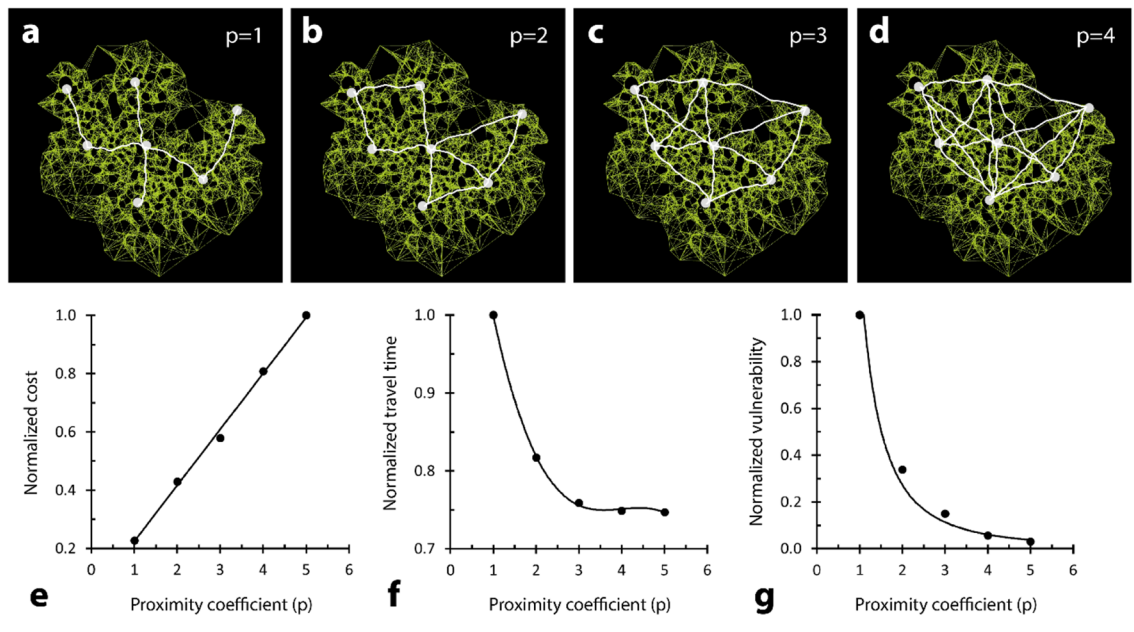 a
p=1
b
p=2
c
p=3
d
p=4
Normalized cost
1.0
0.8
0.6
0.4
0.2
0 1 2 3 4 5 6
Proximity coefficient (p)
e
Normalized travel time
1.0
0.9
0.8
0.7
0 1 2 3 4 5 6
Proximity coefficient (p)
f
Normalized vulnerability
1.0
0.8
0.6
0.4
0.2
0.0
0 1 2 3 4 5 6
Proximity coefficient (p)
g